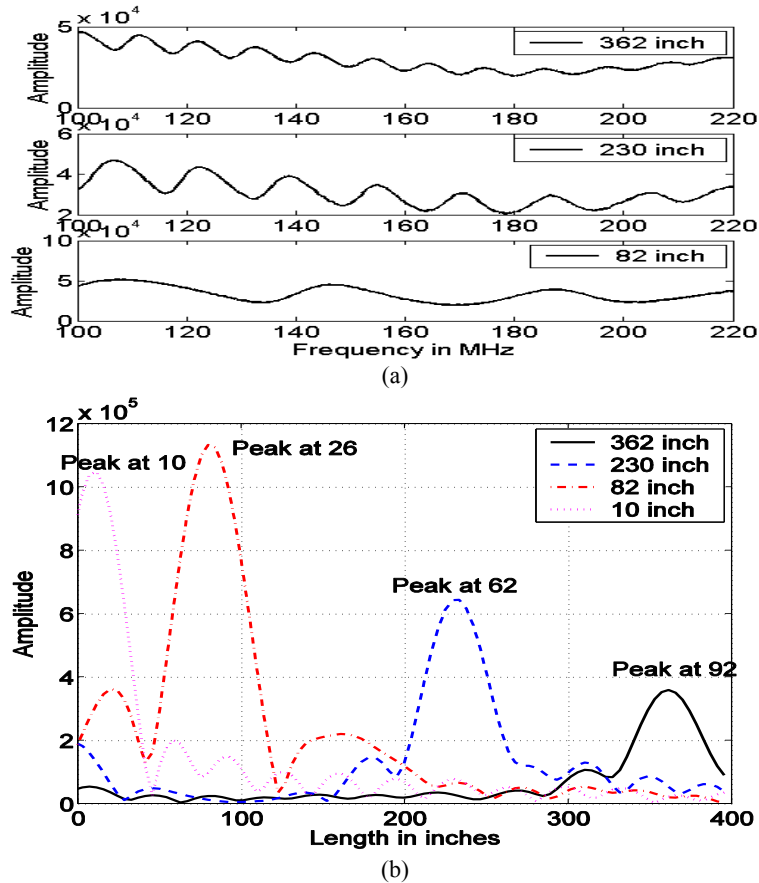 5 × 10^4
Amplitude
0
362 inch
100 120 140 160 180 200 220
6 × 10^4
Amplitude
4
2
230 inch
100 120 140 160 180 200 220
10 × 10^4
Amplitude
5
0
82 inch
100 120 140 160 180 200 220
Frequency in MHz
(a)
12 × 10^5
10
8
6
4
2
0
Amplitude
Peak at 10
Peak at 26
Peak at 62
Peak at 92
362 inch
230 inch
82 inch
10 inch
0 100 200 300 400
Length in inches
(b)